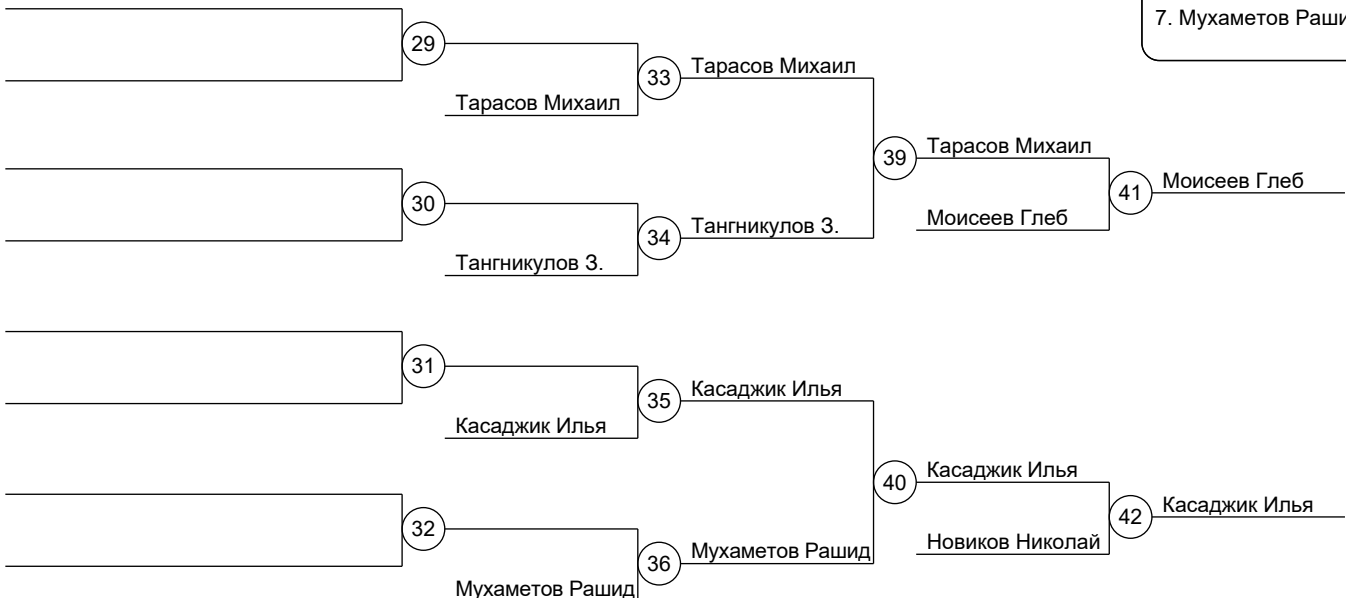 7. Мухаметов Раши
29
Тарасов Михаил
33
Тарасов Михаил
30
Тангникулов З.
34
Тангникулов З.
39
Тарасов Михаил
Моисеев Глеб
41
Моисеев Глеб
31
Касаджик Илья
35
Касаджик Илья
32
Мухаметов Рашид
36
Мухаметов Рашид
40
Касаджик Илья
Новиков Николай
42
Касаджик Илья